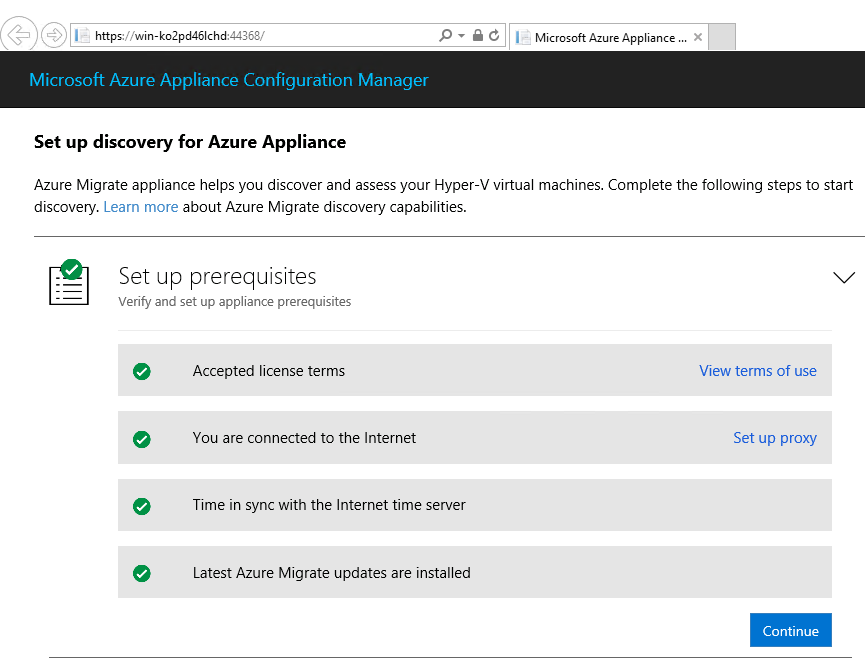 https://win-ko2pd46lchd:44368/
Microsoft Azure Appliance ...
Microsoft Azure Appliance Configuration Manager
Set up discovery for Azure Appliance
Azure Migrate appliance helps you discover and assess your Hyper-V virtual machines. Complete the following steps to start
discovery. Learn more about Azure Migrate discovery capabilities.
Set up prerequisites
Verify and set up appliance prerequisites
Accepted license terms View terms of use
You are connected to the Internet Set up proxy
Time in sync with the Internet time server
Latest Azure Migrate updates are installed
Continue